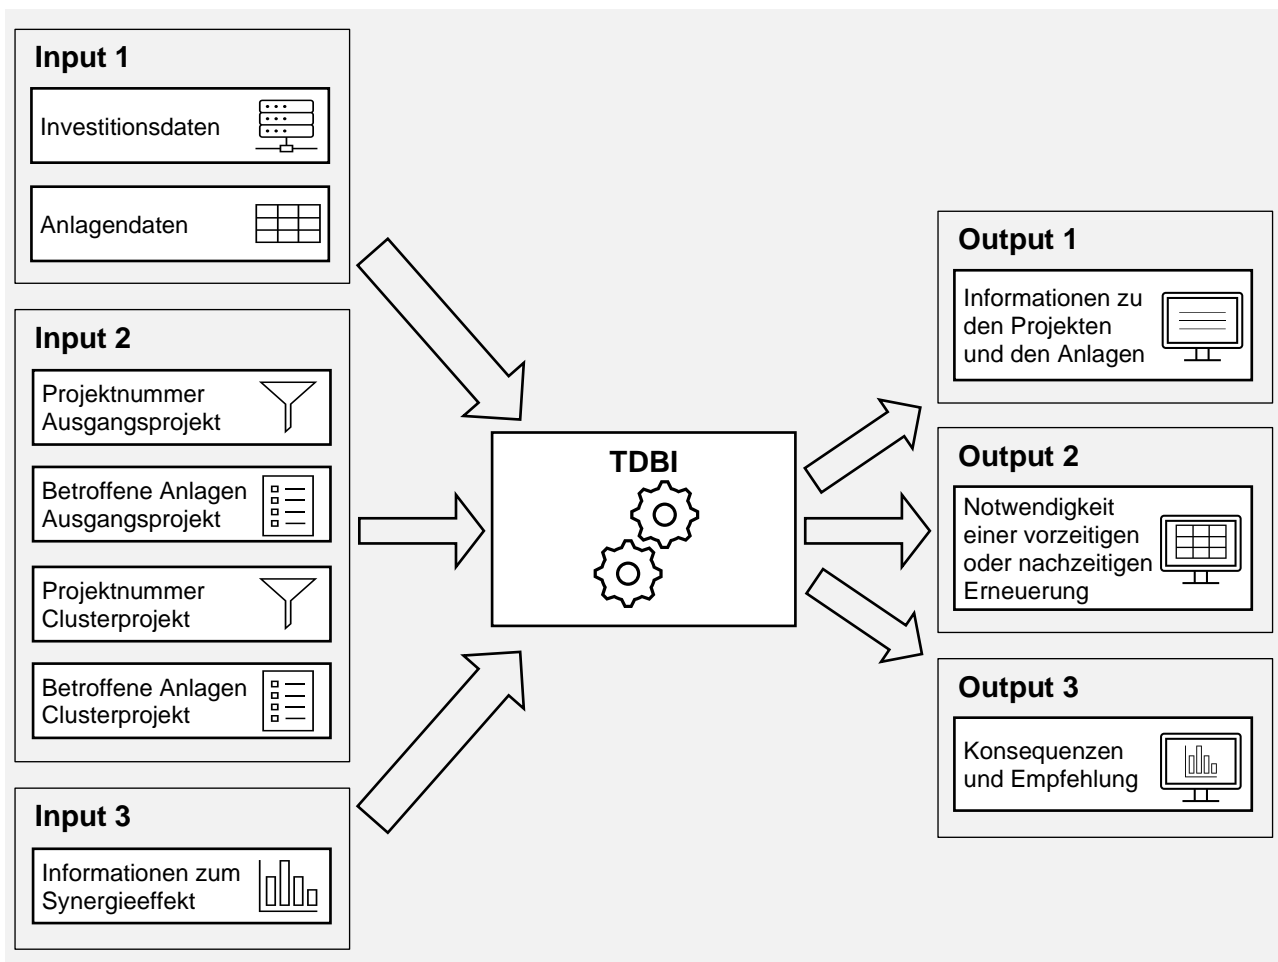 Input 1
Investitionsdaten
Anlagendaten
Input 2
Projektnummer
Ausgangsprojekt
Betroffene Anlagen
Ausgangsprojekt
Projektnummer
Clusterprojekt
Betroffene Anlagen
Clusterprojekt
Input 3
Informationen zum
Synergieeffekt
TDBI
Output 1
Informationen zu
den Projekten
und den Anlagen
Output 2
Notwendigkeit
einer vorzeitigen
oder nachzeitigen
Erneuerung
Output 3
Konsequenzen
und Empfehlung